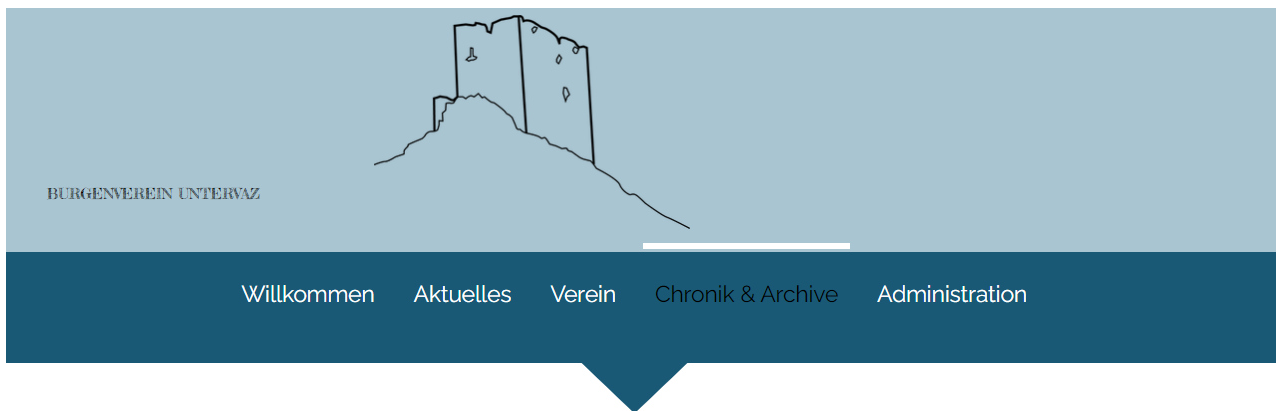 BURGENVEREIN UNTERVAZ
Willkommen Aktuelles Verein Chronik & Archive Administration